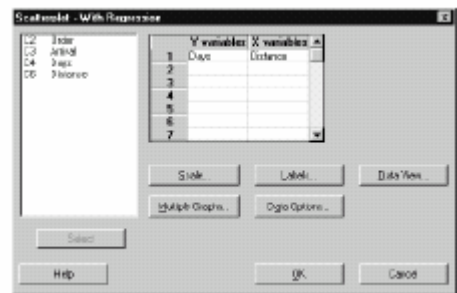 Scatterplot - With Regression
C2 Order
C3 Arrival
C4 Days
C6 Distance
Y variables X variables
1 Days Distance
2
3
4
5
6
7
Scale...
Labels...
Data View...
Multiple Graphs...
Data Options...
Select
Help
OK
Cancel